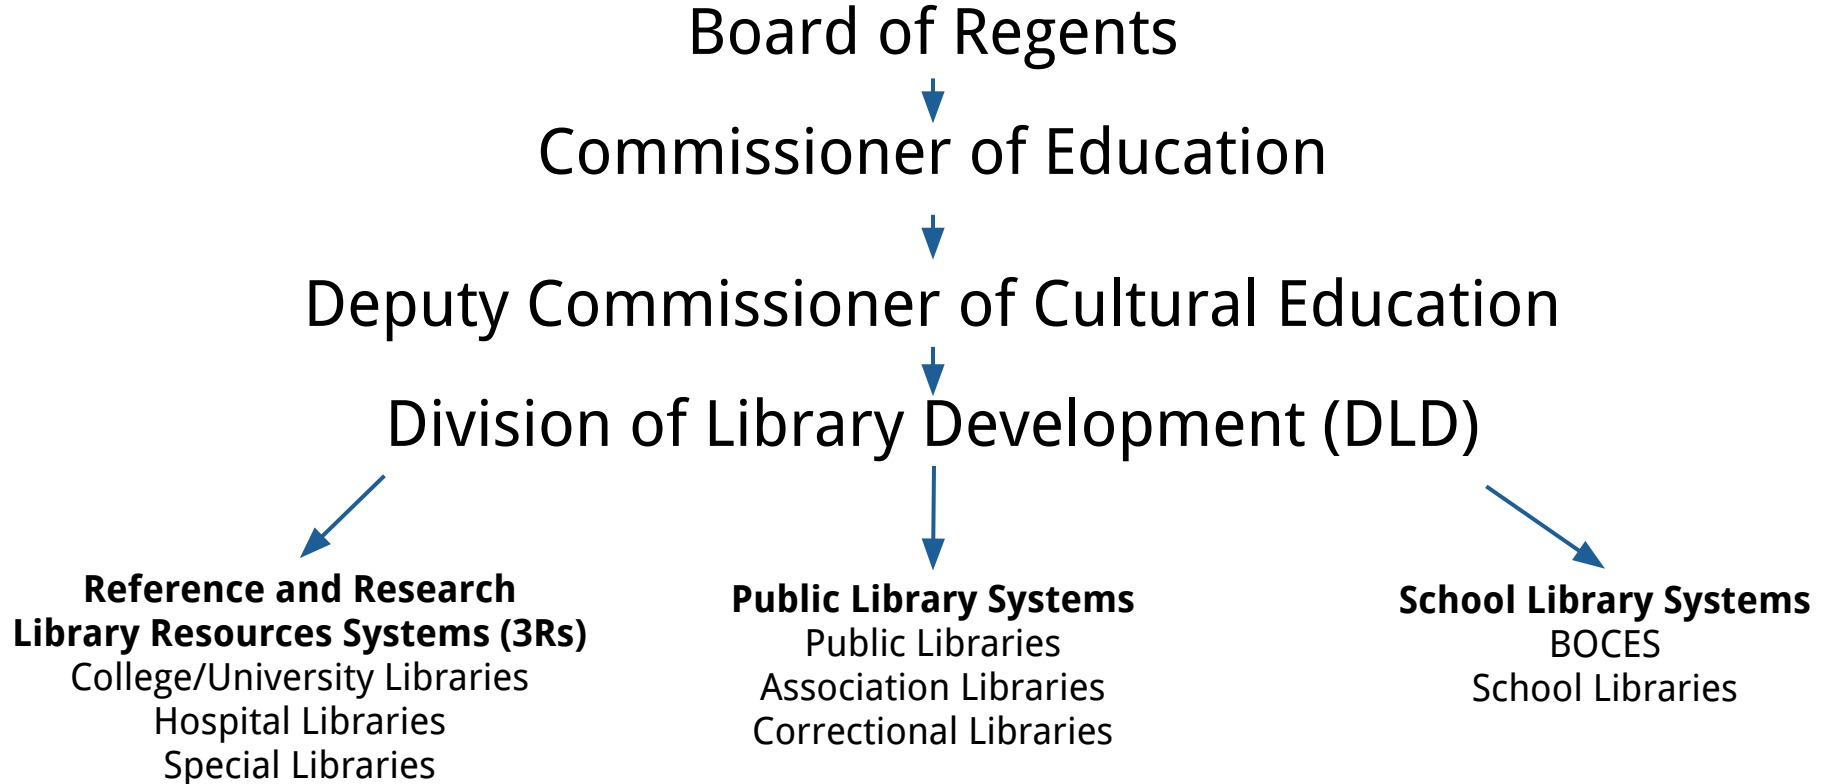 Board of Regents
Commissioner of Education
Deputy Commissioner of Cultural Education
Division of Library Development (DLD)
Reference and Research
Library Resources Systems (3Rs)
College/University Libraries
Hospital Libraries
Special Libraries
Public Library Systems
Public Libraries
Association Libraries
Correctional Libraries
School Library Systems
BOCES
School Libraries